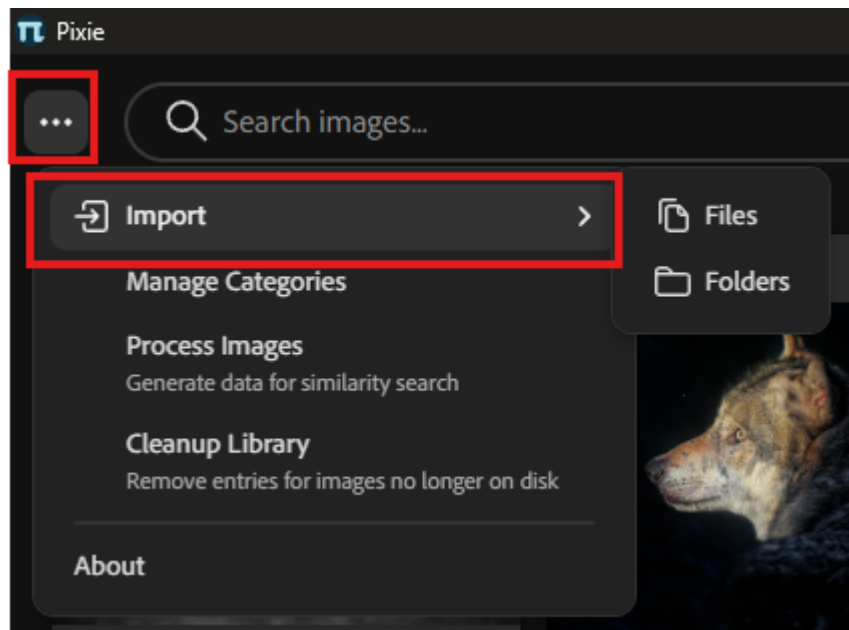 Pixie
Search images...
Import
Files
Folders
Manage Categories
Process Images
Generate data for similarity search
Cleanup Library
Remove entries for images no longer on disk
About